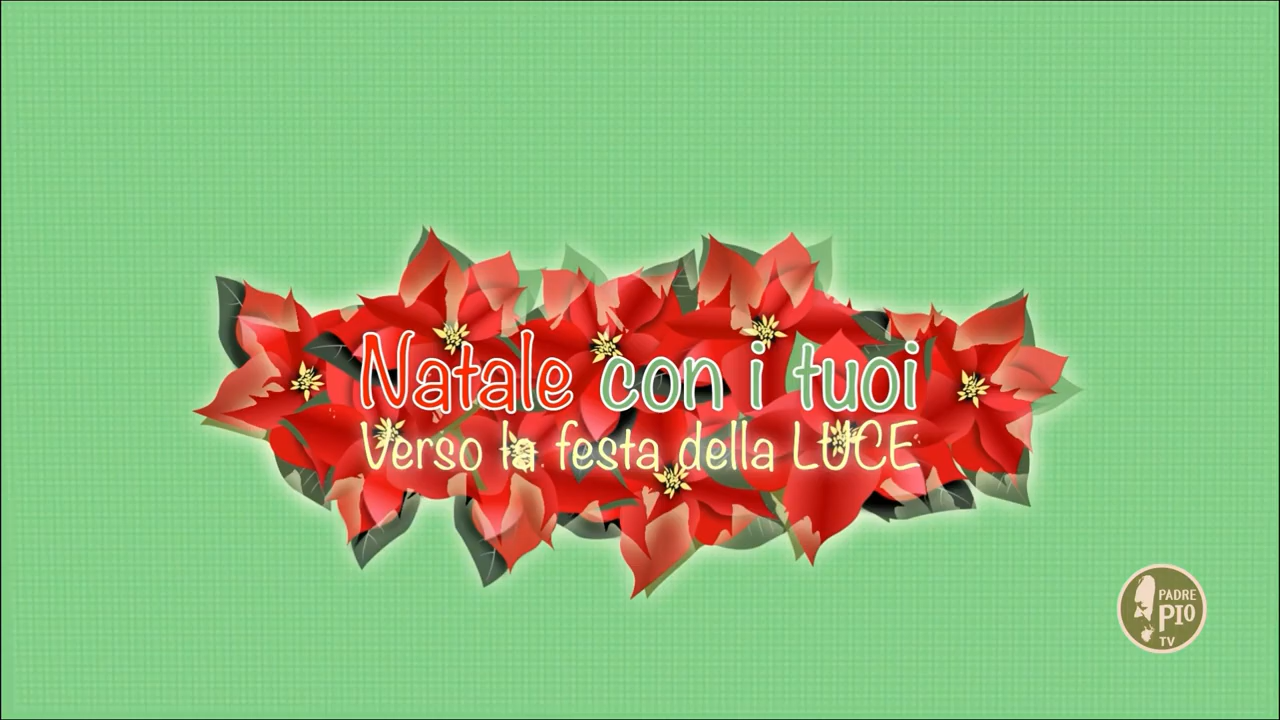 Natale con i tuoi
Verso la festa della LUCE
PADRE
PIO
TV